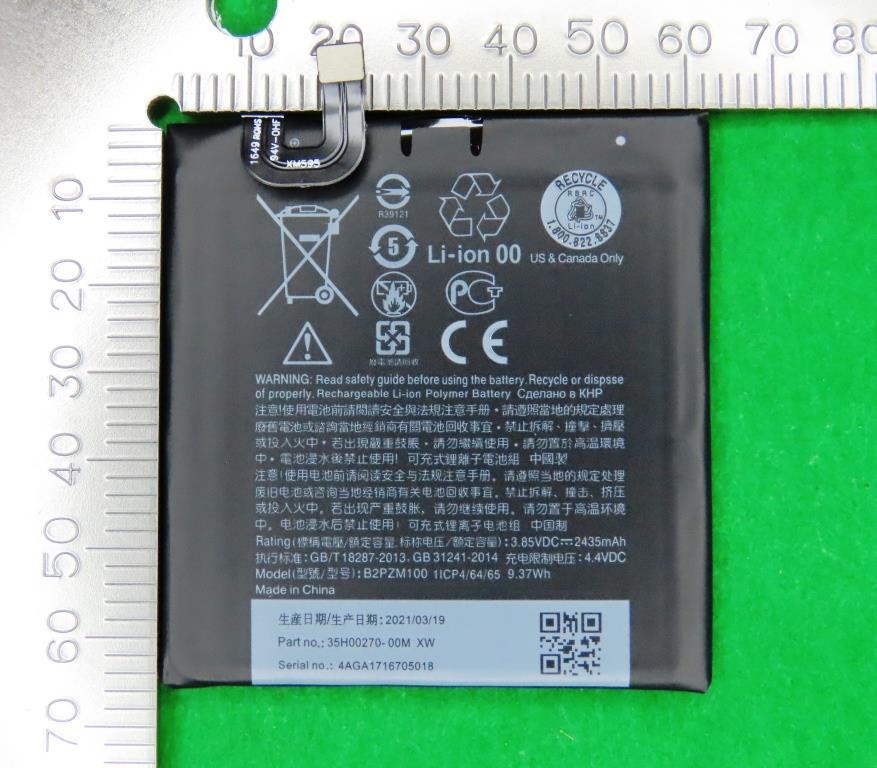 10 20 30 40 50 60 70 80
10
20
30
40
50
60
70
1649 ROHS
94V-0HF
XM595
R39121
5
Li-ion 00
RECYCLE
RBRC
Li-ion
TM
1.800.822.8837
US & Canada Only
PCT
廢電池請回收
CE
WARNING: Read safety guide before using the battery. Recycle or dispsse
of properly. Rechargeable Li-ion Polymer Battery Сделано в КНР
注意!使用電池前請閱讀安全與法規注意手冊，請遵照當地的規定處理
廢舊電池或諮詢當地經銷商有關電池回收事宜，禁止拆解、撞擊、擠壓
或投入火中，若出現嚴重鼓脹，請勿繼續使用，請勿置於高溫環境
中，電池浸水後禁止使用! 可充式鋰離子電池組 中國製
注意!使用电池前请阅读安全与法规注意手册。请遵照当地的规定处理
废旧电池或咨询当地经销商有关电池回收事宜。禁止拆解、撞击、挤压
或投入火中。若出现严重鼓胀，请勿继续使用。请勿置于高温环境
中。电池浸水后禁止使用! 可充式锂离子电池组 中国制
Rating(標稱電壓/額定容量, 标称电压/额定容量): 3.85VDC⎓2435mAh
执行标准: GB/T18287-2013, GB 31241-2014 充电限制电压: 4.4VDC
Model(型號/型号): B2PZM100 1ICP4/64/65 9.37Wh
Made in China
生產日期/生产日期: 2021/03/19
Part no.: 35H00270-00M XW
Serial no.: 4AGA1716705018